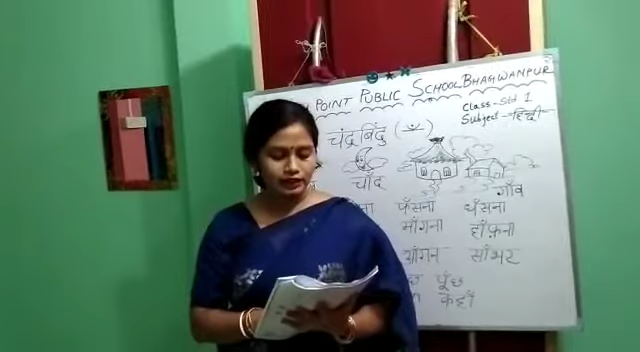 POINT PUBLIC SCHOOL BHAGWANPUR
Class - Std 1
Subject - हिन्दी
चंद्रबिंदु (ँ)
चाँद
गाँव
फँसना धँसना
माँगना हाँफना
आँगन साँभर
पूँछ
कहाँ